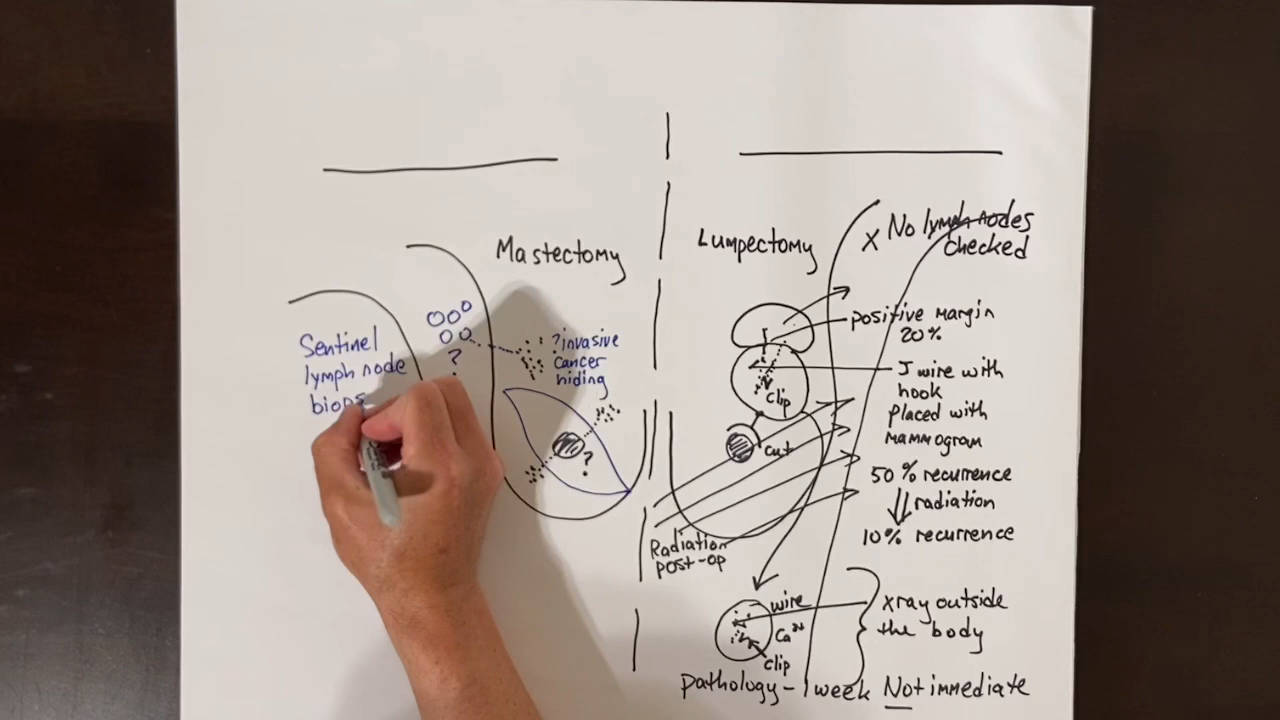 Mastectomy
Sentinel
lymph node
biops
?
?invasive
cancer
hiding
?
Lumpectomy
X No lymph nodes
checked
positive margin
20%
J wire with
hook
placed with
mammogram
clip
cut
50% recurrence
radiation
10% recurrence
Radiation
post-op
wire
Ca²⁺
clip
xray outside
the body
pathology - 1 week Not immediate